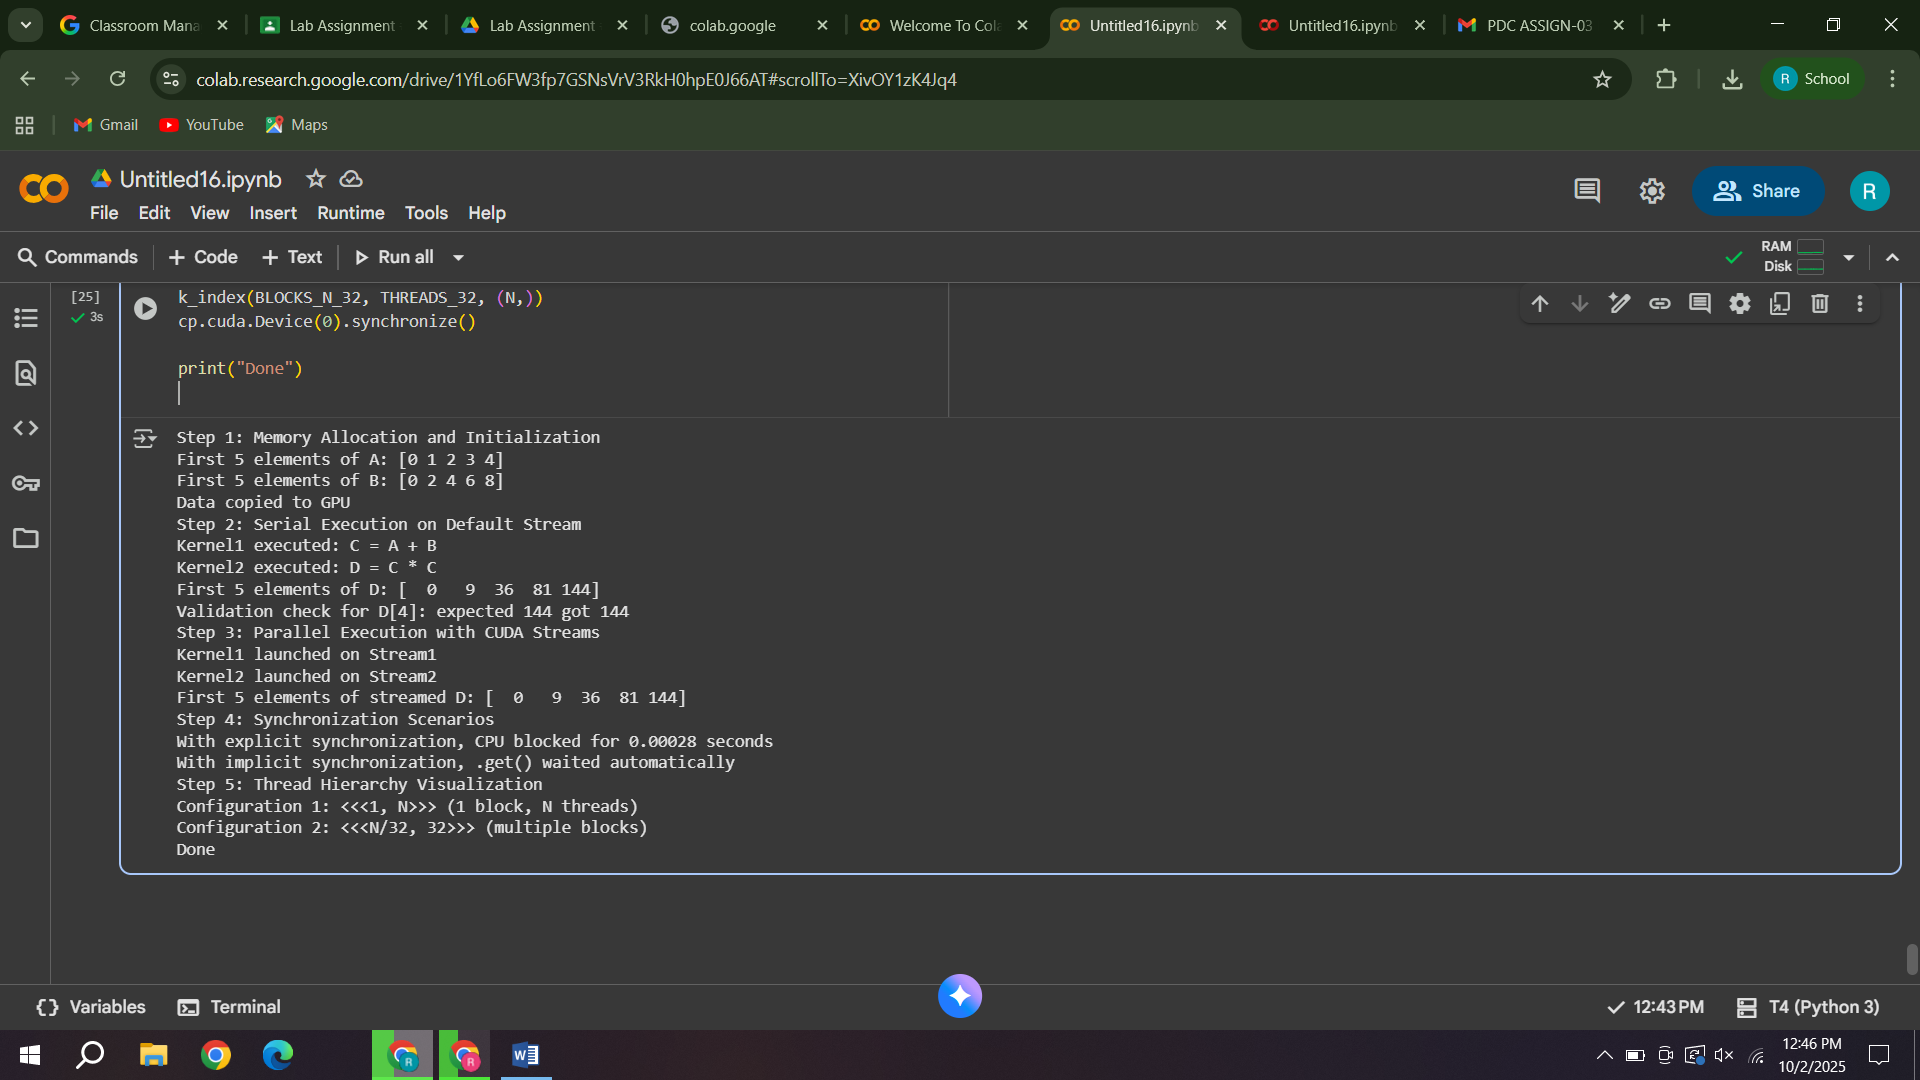 Classroom Mana
Lab Assignment
Lab Assignment
colab.google
Welcome To Cola
Untitled16.ipynb
Untitled16.ipynb
PDC ASSIGN-03
colab.research.google.com/drive/1YfLo6FW3fp7GSNsVrV3RkH0hpE0J66AT#scrollTo=XivOY1zK4Jq4
R School
Gmail YouTube Maps
Untitled16.ipynb
File Edit View Insert Runtime Tools Help
Share
R
Commands + Code + Text Run all
RAM
Disk
[25]
3s
k_index(BLOCKS_N_32, THREADS_32, (N,))
cp.cuda.Device(0).synchronize()
print("Done")
Step 1: Memory Allocation and Initialization
First 5 elements of A: [0 1 2 3 4]
First 5 elements of B: [0 2 4 6 8]
Data copied to GPU
Step 2: Serial Execution on Default Stream
Kernel1 executed: C = A + B
Kernel2 executed: D = C * C
First 5 elements of D: [  0   9  36  81 144]
Validation check for D[4]: expected 144 got 144
Step 3: Parallel Execution with CUDA Streams
Kernel1 launched on Stream1
Kernel2 launched on Stream2
First 5 elements of streamed D: [  0   9  36  81 144]
Step 4: Synchronization Scenarios
With explicit synchronization, CPU blocked for 0.00028 seconds
With implicit synchronization, .get() waited automatically
Step 5: Thread Hierarchy Visualization
Configuration 1: <<<1, N>>> (1 block, N threads)
Configuration 2: <<<N/32, 32>>> (multiple blocks)
Done
Variables Terminal
12:43 PM T4 (Python 3)
12:46 PM
10/2/2025